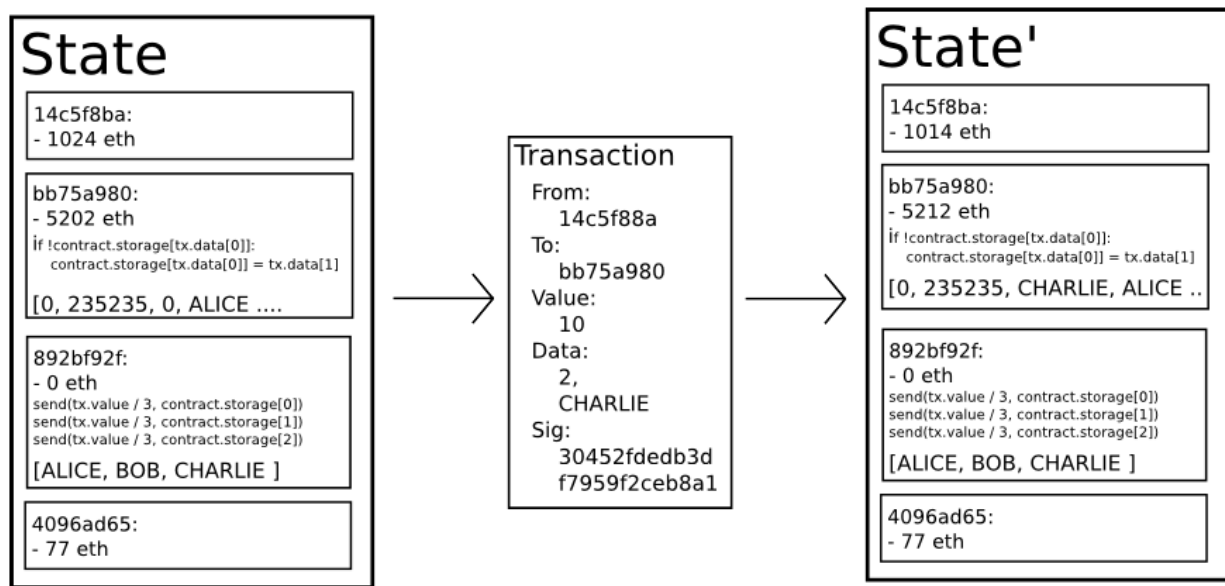 State
14c5f8ba:
- 1024 eth
bb75a980:
- 5202 eth
if !contract.storage[tx.data[0]]:
contract.storage[tx.data[0]] = tx.data[1]
[0, 235235, 0, ALICE ....
892bf92f:
- 0 eth
send(tx.value / 3, contract.storage[0])
send(tx.value / 3, contract.storage[1])
send(tx.value / 3, contract.storage[2])
[ALICE, BOB, CHARLIE ]
4096ad65:
- 77 eth
Transaction
From:
14c5f88a
To:
bb75a980
Value:
10
Data:
2,
CHARLIE
Sig:
30452fdedb3d
f7959f2ceb8a1
State'
14c5f8ba:
- 1014 eth
bb75a980:
- 5212 eth
if !contract.storage[tx.data[0]]:
contract.storage[tx.data[0]] = tx.data[1]
[0, 235235, CHARLIE, ALICE ..
892bf92f:
- 0 eth
send(tx.value / 3, contract.storage[0])
send(tx.value / 3, contract.storage[1])
send(tx.value / 3, contract.storage[2])
[ALICE, BOB, CHARLIE ]
4096ad65:
- 77 eth